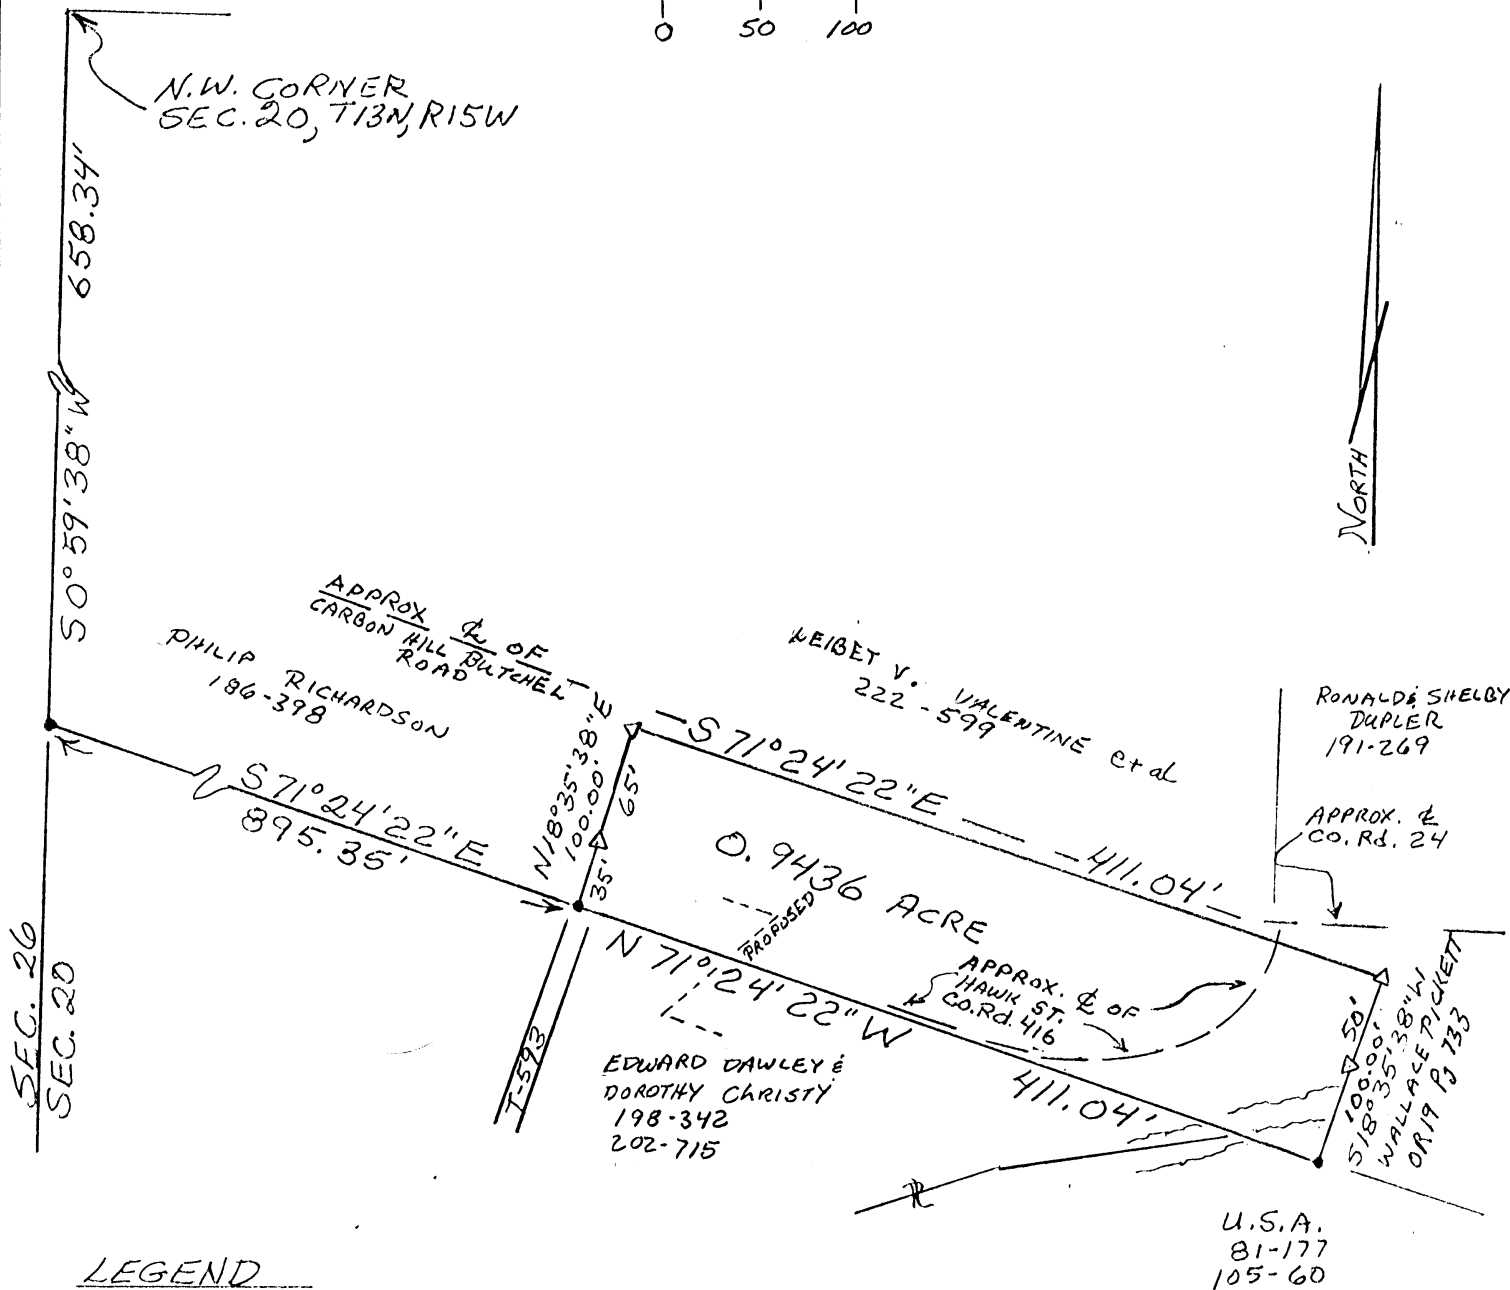 0 50 100
N.W. CORNER
SEC. 20, T13N, R15W
658.34'
S0°59'38"W
NORTH
APPROX ℄ OF
CARBON HILL BUTCHEL
ROAD
PHILIP RICHARDSON
186-398
LEIBET V. VALENTINE et al
222-599
RONALD & SHELBY
DUPLER
191-269
APPROX. ℄
CO. Rd. 24
S71°24'22"E
895.35'
N18°35'38"E
100.00'
65'
35'
S71°24'22"E 411.04'
0.9436 ACRE
PROPOSED
N 71°24'22"W
411.04'
APPROX. ℄ OF
HAWK ST.
CO. Rd. 416
50'
100.00'
S18°35'38"W
WALLACE PICKETT
OR19 Pg 733
SEC. 26
SEC. 20
I-593
EDWARD DAWLEY &
DOROTHY CHRISTY
198-342
202-715
U.S.A.
81-177
105-60
LEGEND